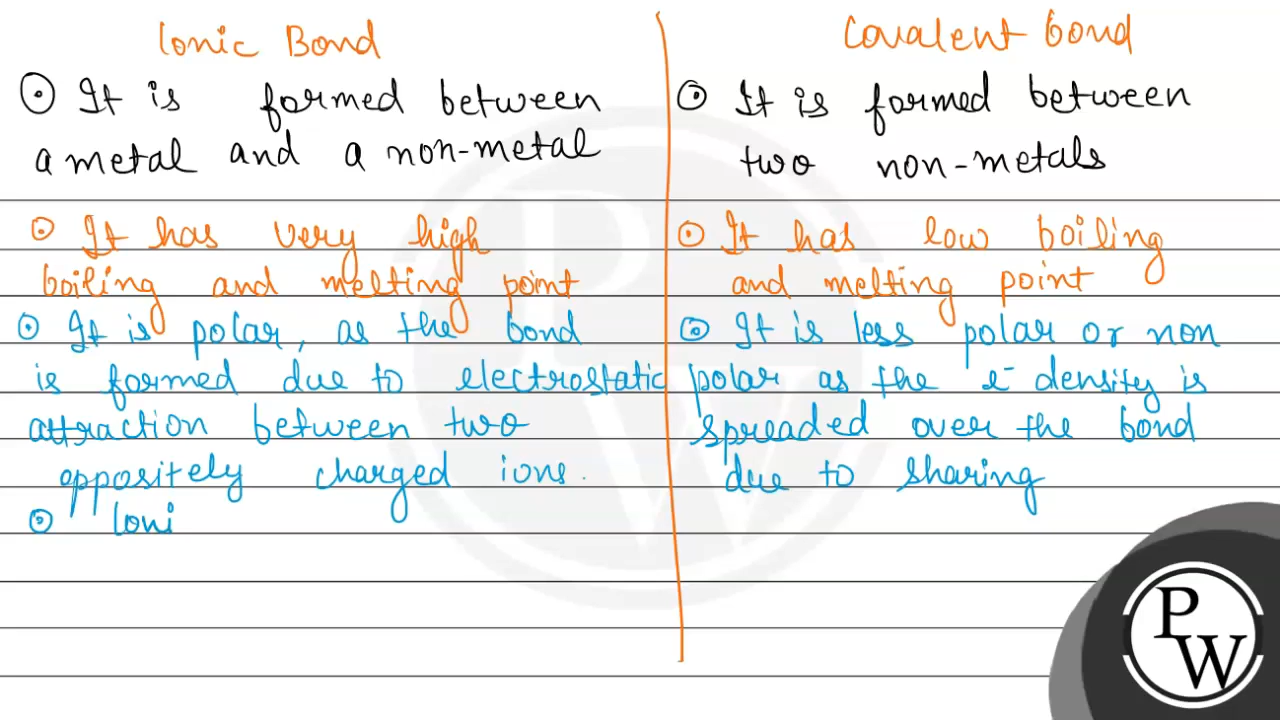 Ionic Bond
⊙ It is formed between
a metal and a non-metal
⊙ It has very high
boiling and melting point
⊙ It is polar, as the bond
is formed due to electrostatic
attraction between two
oppositely charged ions.
⊙ Ioni
Covalent bond
⊙ It is formed between
two non-metals
⊙ It has low boiling
and melting point
⊙ It is less polar or non
polar as the e⁻ density is
spreaded over the bond
due to sharing
PW
PW